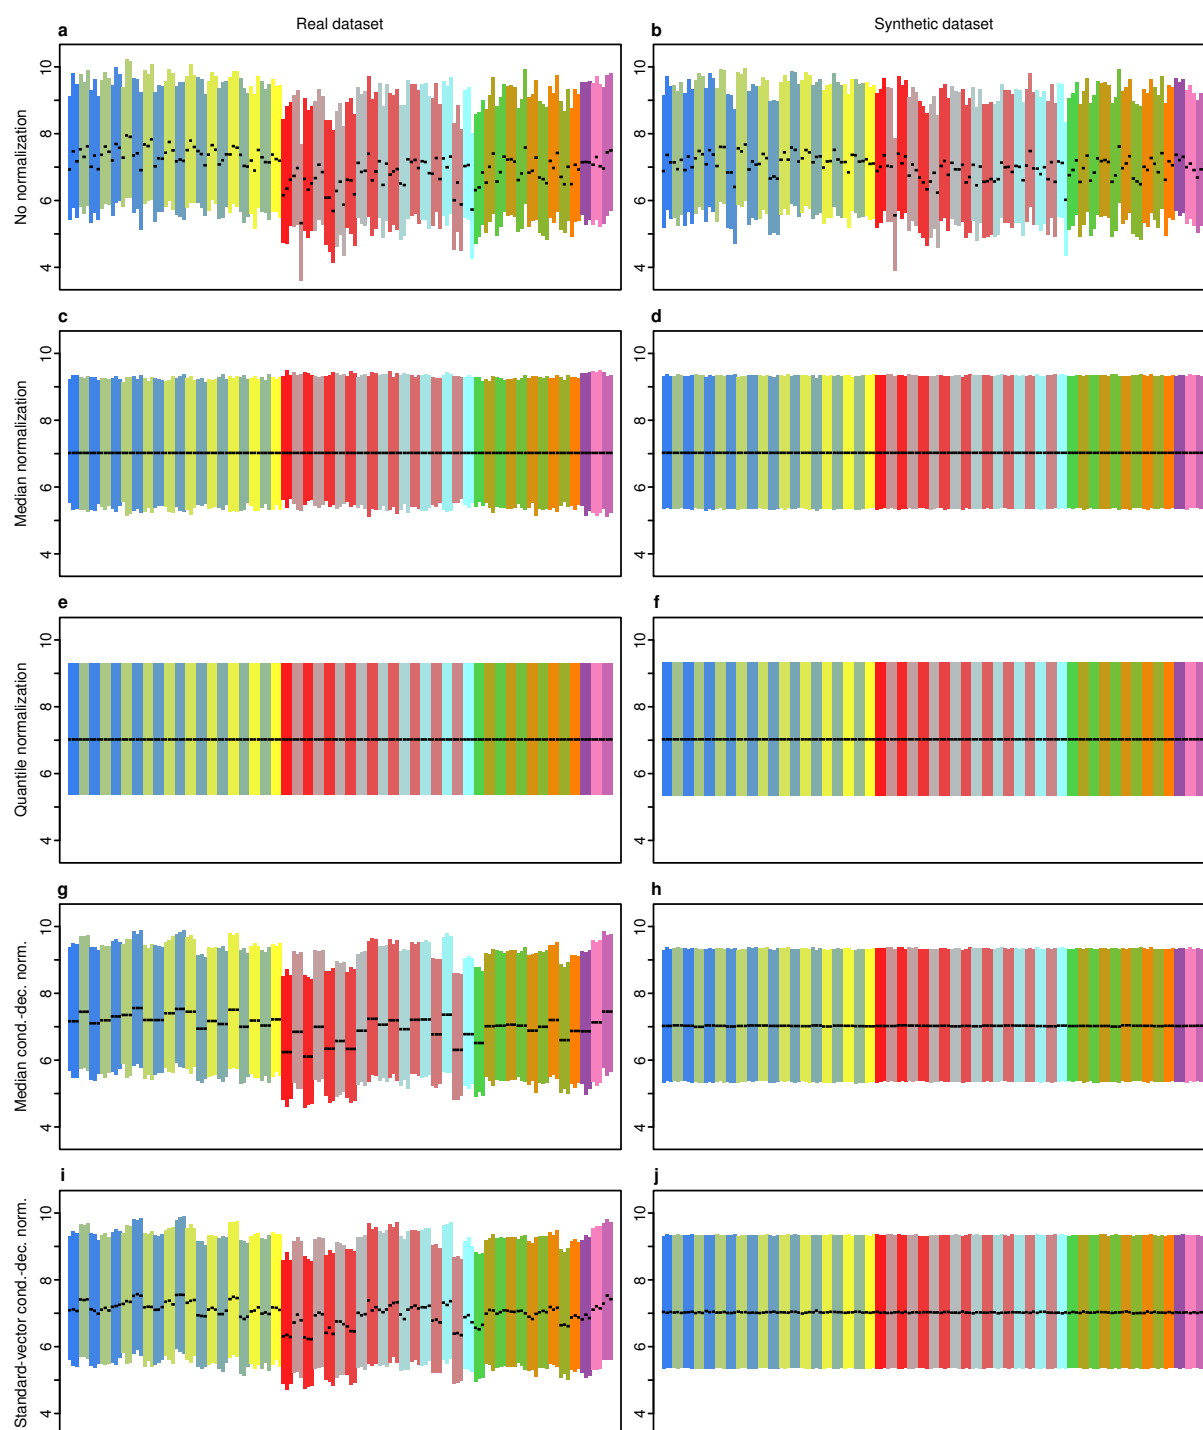 Real dataset
Synthetic dataset
a
b
No normalization
10
8
6
4
10
8
6
4
c
d
Median normalization
10
8
6
4
10
8
6
4
e
f
Quantile normalization
10
8
6
4
10
8
6
4
g
h
Median cond.-dec. norm.
10
8
6
4
10
8
6
4
i
j
Standard-vector cond.-dec. norm.
10
8
6
4
10
8
6
4